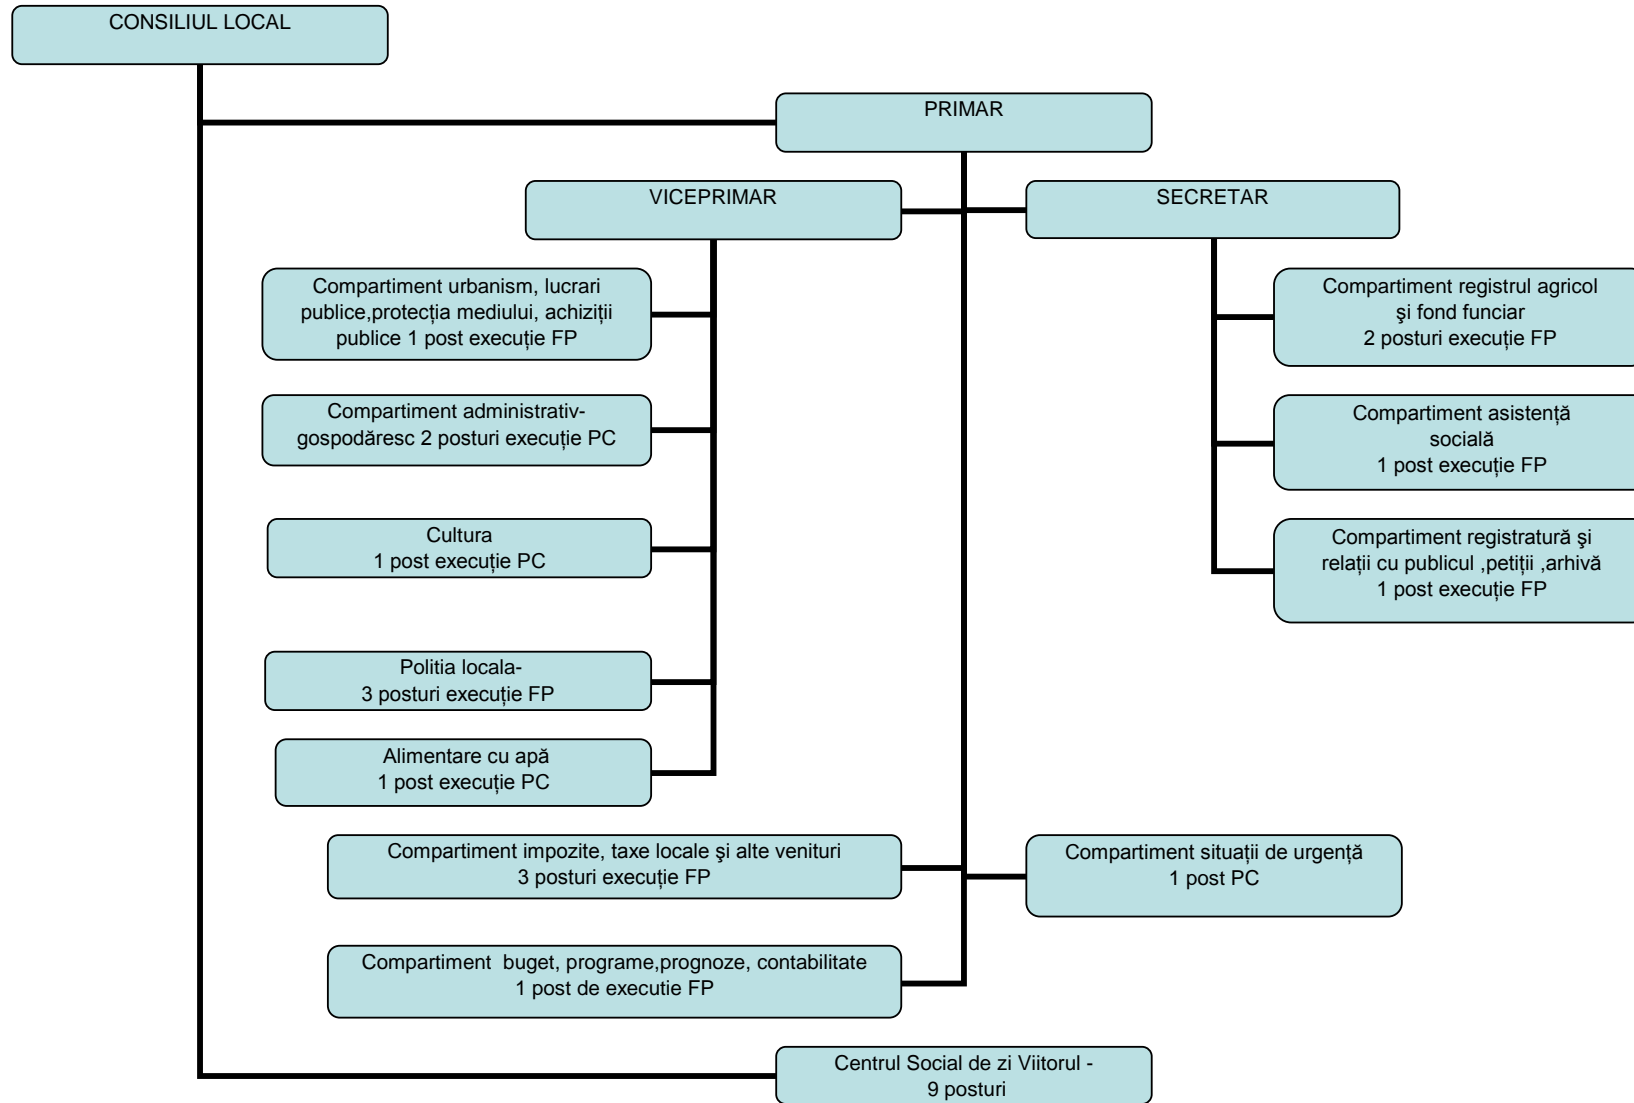 CONSILIUL LOCAL
PRIMAR
VICEPRIMAR
SECRETAR
Compartiment urbanism, lucrari
publice,protecția mediului, achiziții
publice 1 post execuție FP
Compartiment administrativ-
gospodăresc 2 posturi execuție PC
Cultura
1 post execuție PC
Politia locala-
3 posturi execuție FP
Alimentare cu apă
1 post execuție PC
Compartiment registrul agricol
şi fond funciar
2 posturi execuție FP
Compartiment asistență
socială
1 post execuție FP
Compartiment registratură şi
relații cu publicul ,petiții ,arhivă
1 post execuție FP
Compartiment impozite, taxe locale şi alte venituri
3 posturi execuție FP
Compartiment situații de urgență
1 post PC
Compartiment  buget, programe,prognoze, contabilitate
1 post de executie FP
Centrul Social de zi Viitorul -
9 posturi